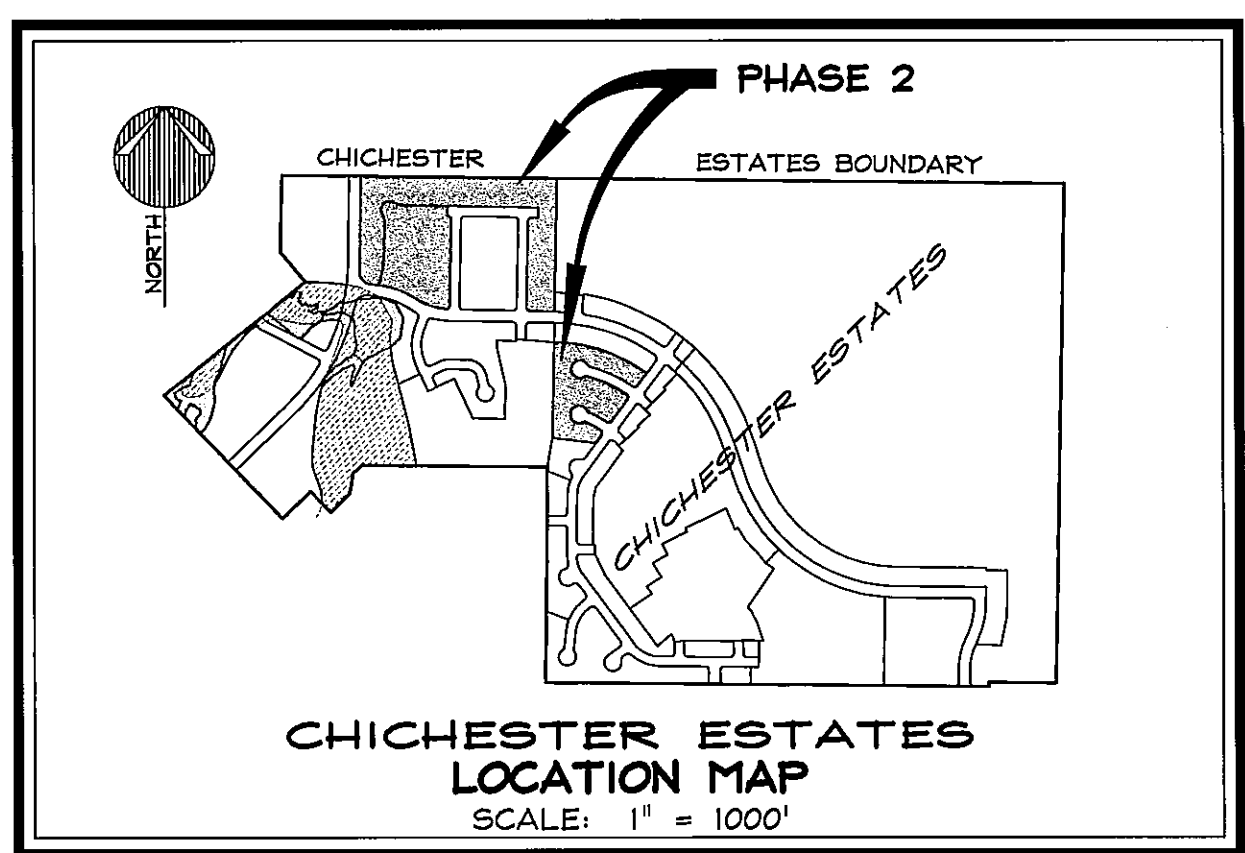 PHASE 2
CHICHESTER ESTATES BOUNDARY
NORTH
CHICHESTER ESTATES
CHICHESTER ESTATES
LOCATION MAP
SCALE: 1" = 1000'